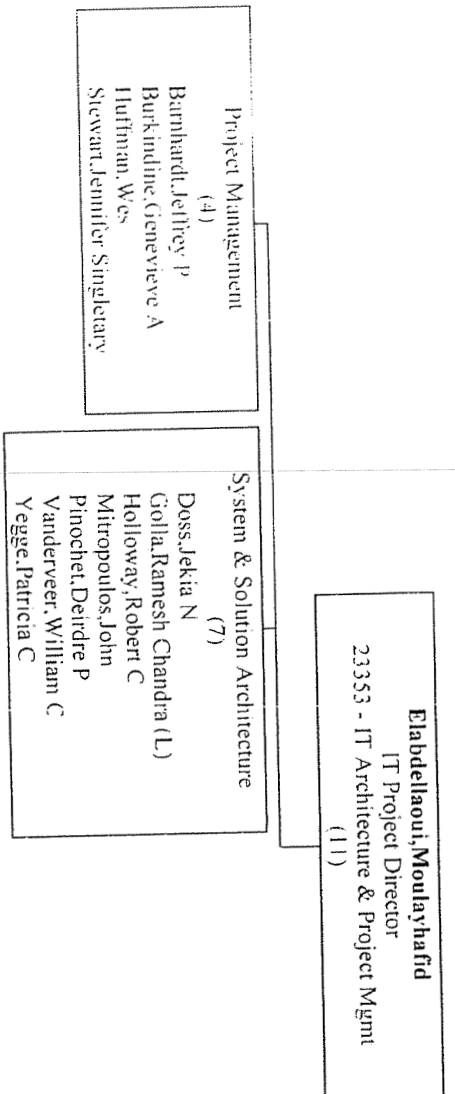 Elabdellaoui,Moulayhafid
IT Project Director
23353 - IT Architecture & Project Mgmt
(11)
Project Management
(4)
Barnhardt,Jeffrey P
Burkindine,Genevieve A
Huffman, Wes
Stewart,Jennifer Singletary
System & Solution Architecture
(7)
Doss,Jekia N
Golla,Ramesh Chandra (L)
Holloway,Robert C
Mitropoulos,John
Pinochet,Deirdre P
Vanderveer, William C
Yegge,Patricia C